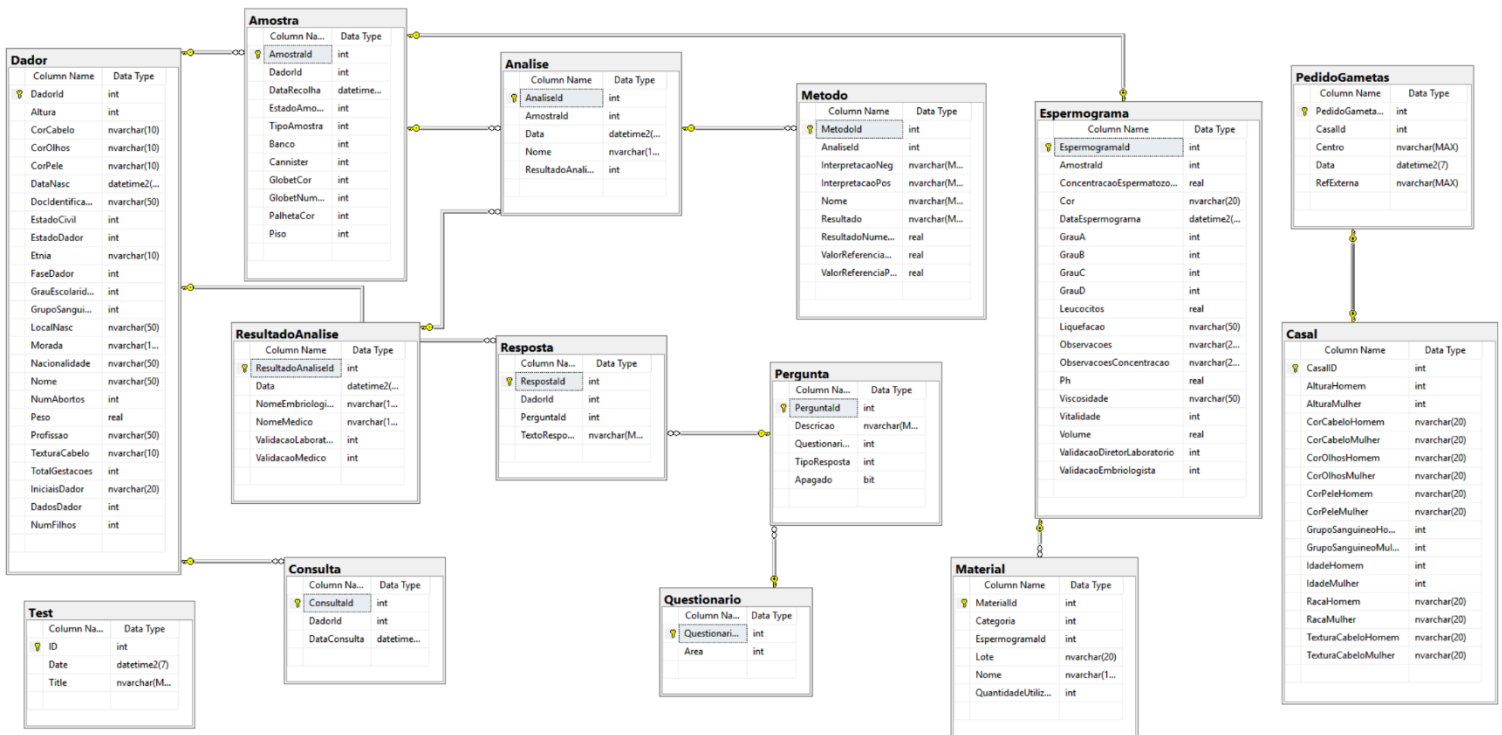 Dador
Column Name Data Type
DadorId int
Altura int
CorCabelo nvarchar(10)
CorOlhos nvarchar(10)
CorPele nvarchar(10)
DataNasc datetime2(...
DocIdentifica... nvarchar(50)
EstadoCivil int
EstadoDador int
Etnia nvarchar(10)
FaseDador int
GrauEscolarid... int
GrupoSangui... int
LocalNasc nvarchar(50)
Morada nvarchar(1...
Nacionalidade nvarchar(50)
Nome nvarchar(50)
NumAbortos int
Peso real
Profissao nvarchar(50)
TexturaCabelo nvarchar(10)
TotalGestacoes int
IniciaisDador nvarchar(20)
DadosDador int
NumFilhos int
Test
Column Na... Data Type
ID int
Date datetime2(7)
Title nvarchar(M...
Amostra
Column Na... Data Type
AmostraId int
DadorId int
DataRecolha datetime...
EstadoAmo... int
TipoAmostra int
Banco int
Cannister int
GlobetCor int
GlobetNum... int
PalhetaCor int
Piso int
ResultadoAnalise
Column Name Data Type
ResultadoAnaliseId int
Data datetime2(...
NomeEmbriologi... nvarchar(1...
NomeMedico nvarchar(1...
ValidacaoLaborat... int
ValidacaoMedico int
Consulta
Column Na... Data Type
ConsultaId int
DadorId int
DataConsulta datetime...
Analise
Column Name Data Type
AnaliseId int
AmostraId int
Data datetime2(...
Nome nvarchar(1...
ResultadoAnali... int
Resposta
Column Na... Data Type
RespostaId int
DadorId int
PerguntaId int
TextoRespo... nvarchar(M...
Metodo
Column Name Data Type
MetodoId int
AnaliseId int
InterpretacaoNeg nvarchar(M...
InterpretacaoPos nvarchar(M...
Nome nvarchar(M...
Resultado nvarchar(M...
ResultadoNume... real
ValorReferencia... real
ValorReferenciaP... real
Pergunta
Column Na... Data Type
PerguntaId int
Descricao nvarchar(M...
Questionari... int
TipoResposta int
Apagado bit
Questionario
Column Na... Data Type
Questionari... int
Area int
Espermograma
Column Name Data Type
EspermogramaId int
AmostraId int
ConcentracaoEspermatozo... real
Cor nvarchar(20)
DataEspermograma datetime2(...
GrauA int
GrauB int
GrauC int
GrauD int
Leucocitos real
Liquefacao nvarchar(50)
Observacoes nvarchar(2...
ObservacoesConcentracao nvarchar(2...
Ph real
Viscosidade nvarchar(50)
Vitalidade int
Volume real
ValidacaoDiretorLaboratorio int
ValidacaoEmbriologista int
Material
Column Name Data Type
MaterialId int
Categoria int
EspermogramaId int
Lote nvarchar(20)
Nome nvarchar(1...
QuantidadeUtiliz... int
PedidoGametas
Column Name Data Type
PedidoGameta... int
CasalId int
Centro nvarchar(MAX)
Data datetime2(7)
RefExterna nvarchar(MAX)
Casal
Column Name Data Type
CasalID int
AlturaHomem int
AlturaMulher int
CorCabeloHomem nvarchar(20)
CorCabeloMulher nvarchar(20)
CorOlhosHomem nvarchar(20)
CorOlhosMulher nvarchar(20)
CorPeleHomem nvarchar(20)
CorPeleMulher nvarchar(20)
GrupoSanguineoHo... int
GrupoSanguineoMul... int
IdadeHomem int
IdadeMulher int
RacaHomem nvarchar(20)
RacaMulher nvarchar(20)
TexturaCabeloHomem nvarchar(20)
TexturaCabeloMulher nvarchar(20)